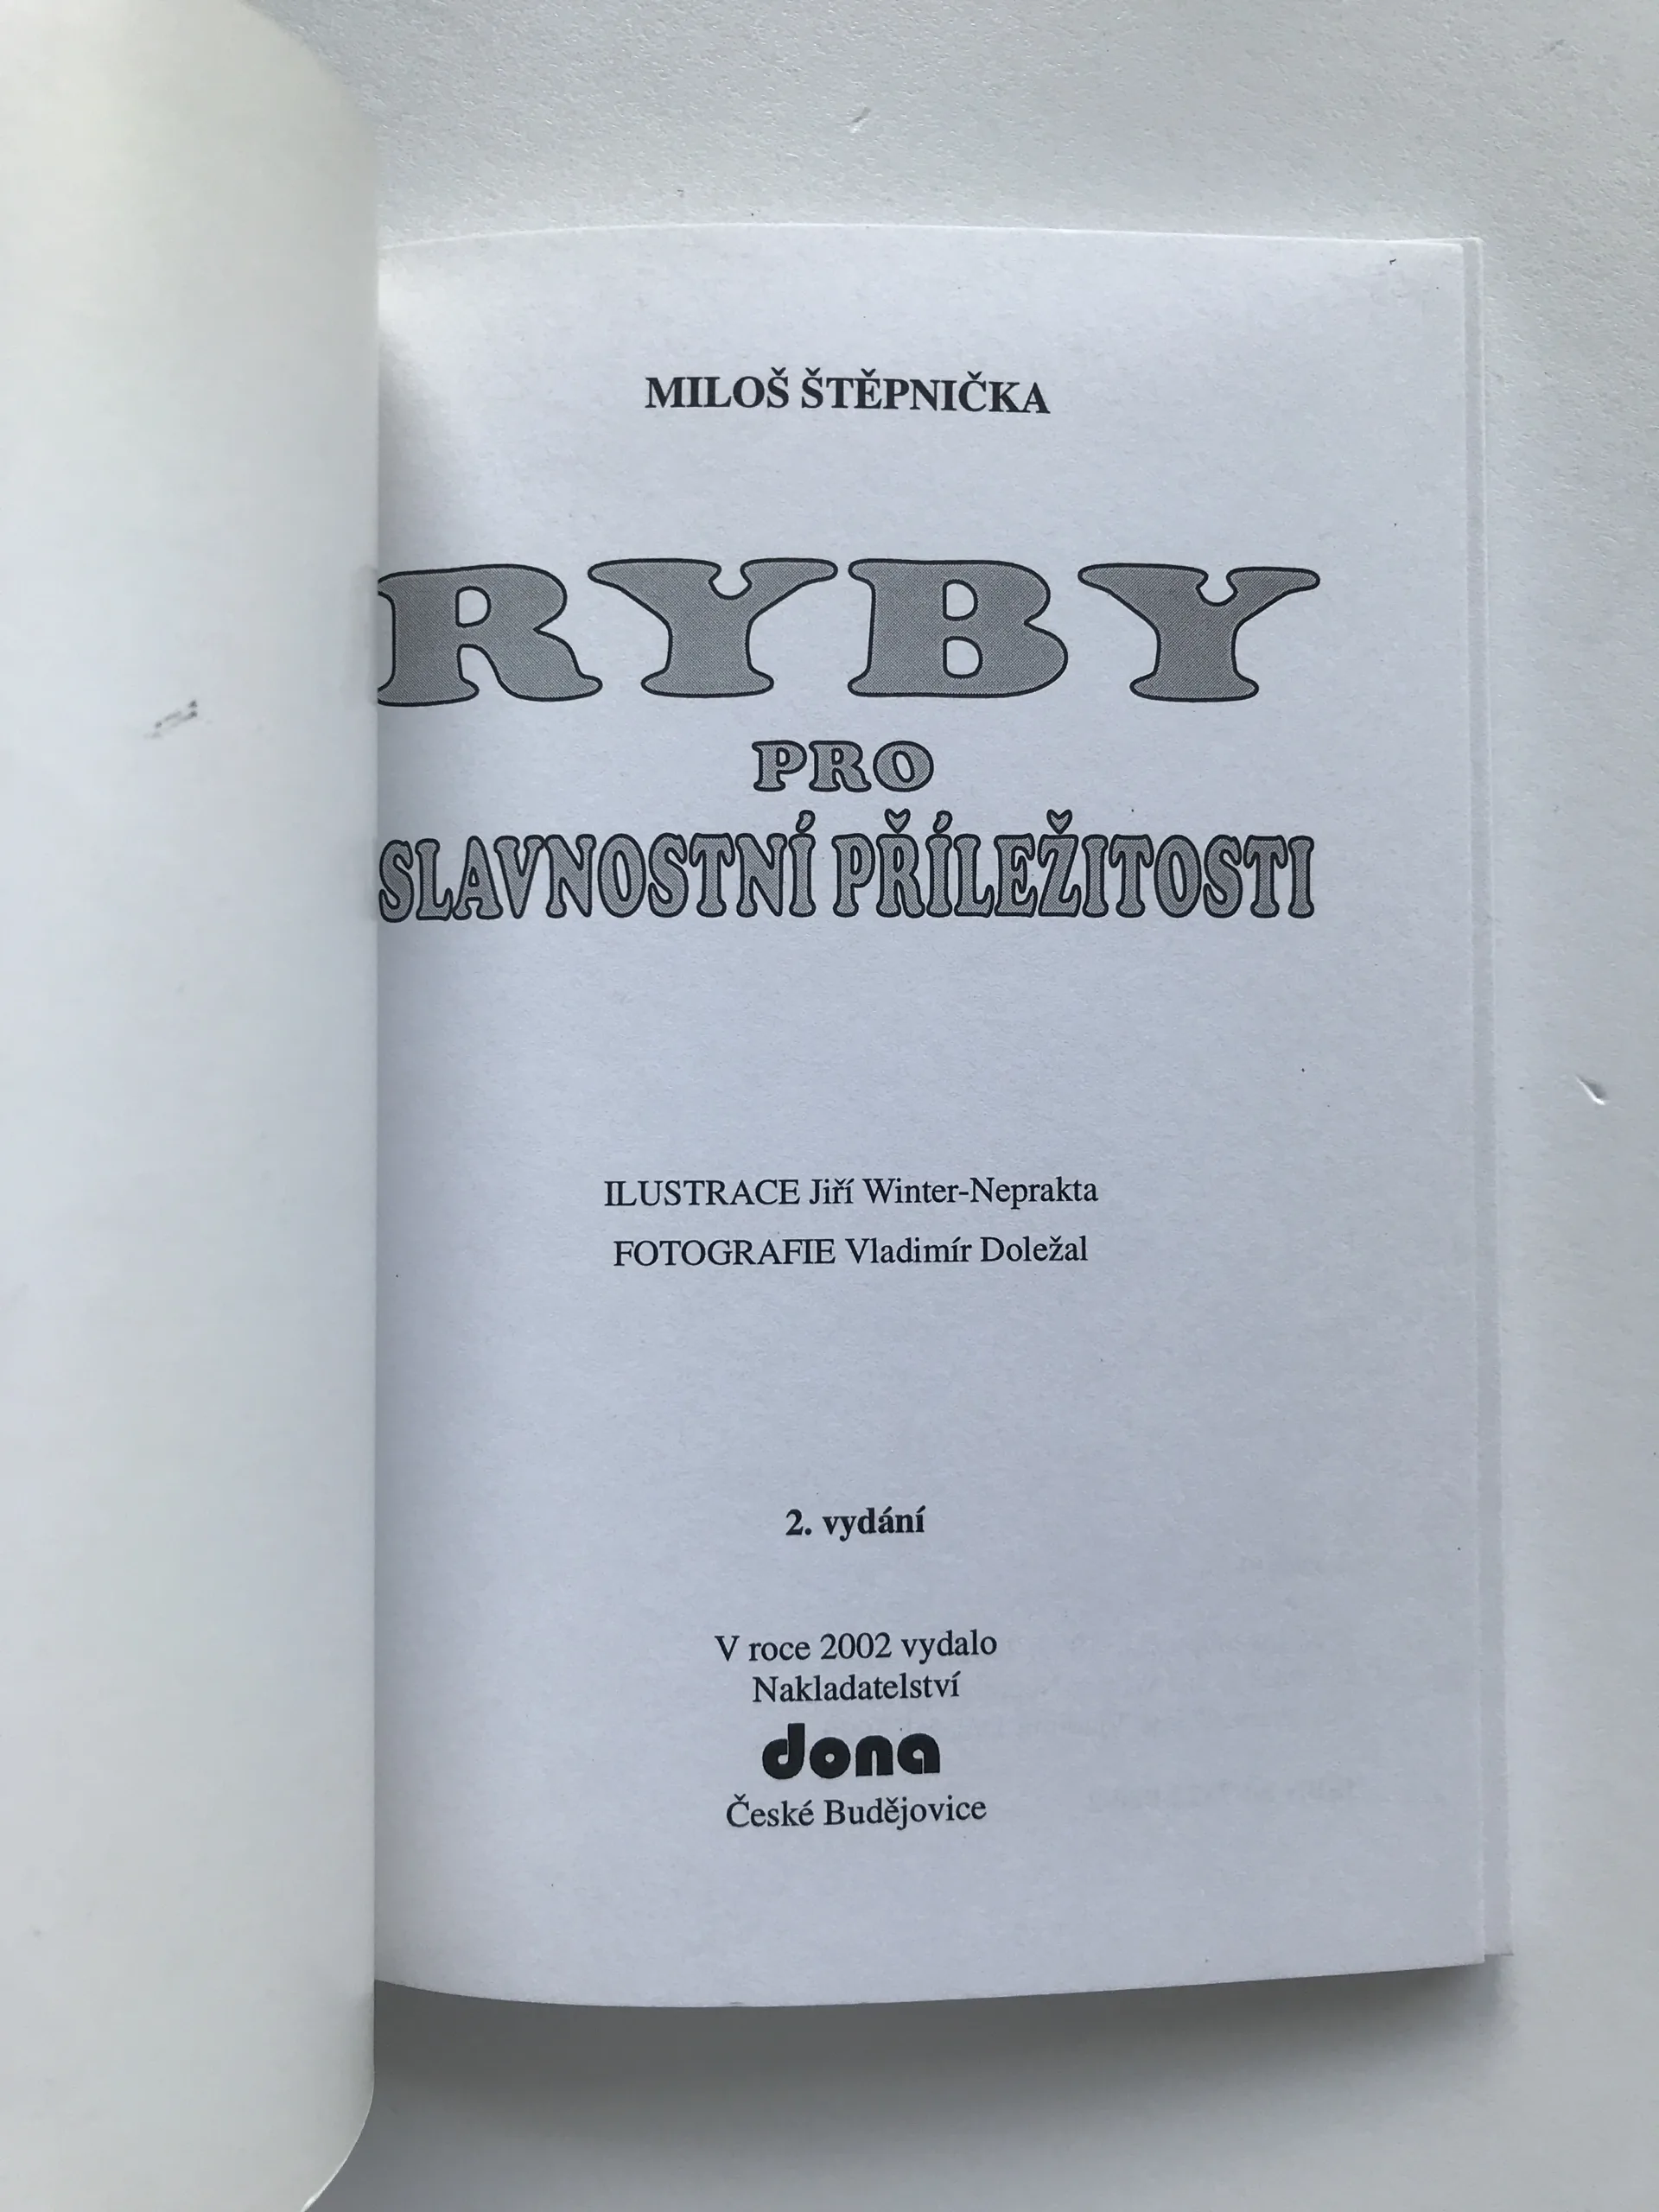 MILOŠ ŠTĚPNIČKA
RYBY
PRO
SLAVNOSTNÍ PŘÍLEŽITOSTI
ILUSTRACE Jiří Winter-Neprakta
FOTOGRAFIE Vladimír Doležal
2. vydání
V roce 2002 vydalo
Nakladatelství
dona
České Budějovice